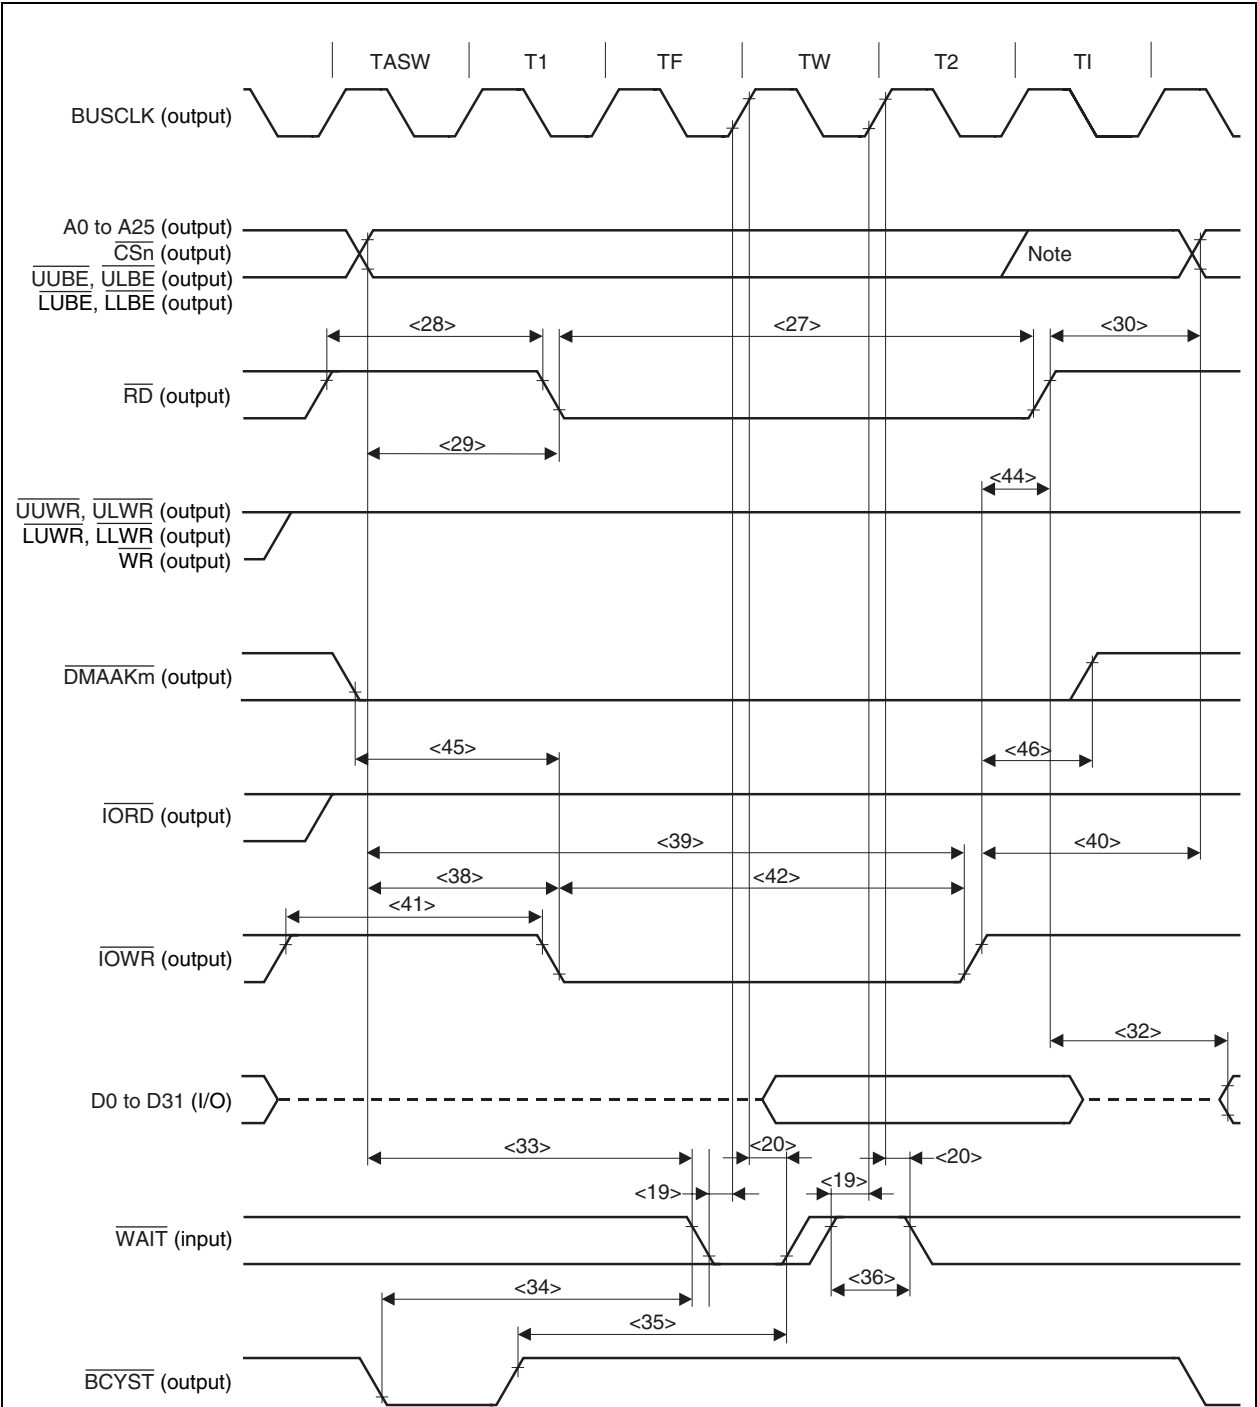 TASW T1 TF TW T2 TI
BUSCLK (output)
A0 to A25 (output)
CSn (output)
Note
UUBE, ULBE (output)
LUBE, LLBE (output)
<28> <27> <30>
RD (output)
<29>
<44>
UUWR, ULWR (output)
LUWR, LLWR (output)
WR (output)
DMAAKm (output)
<45> <46>
IORD (output)
<39> <40>
<38> <42>
<41>
IOWR (output)
<32>
D0 to D31 (I/O)
<33> <20> <20>
<19> <19>
WAIT (input)
<34> <36>
<35>
BCYST (output)